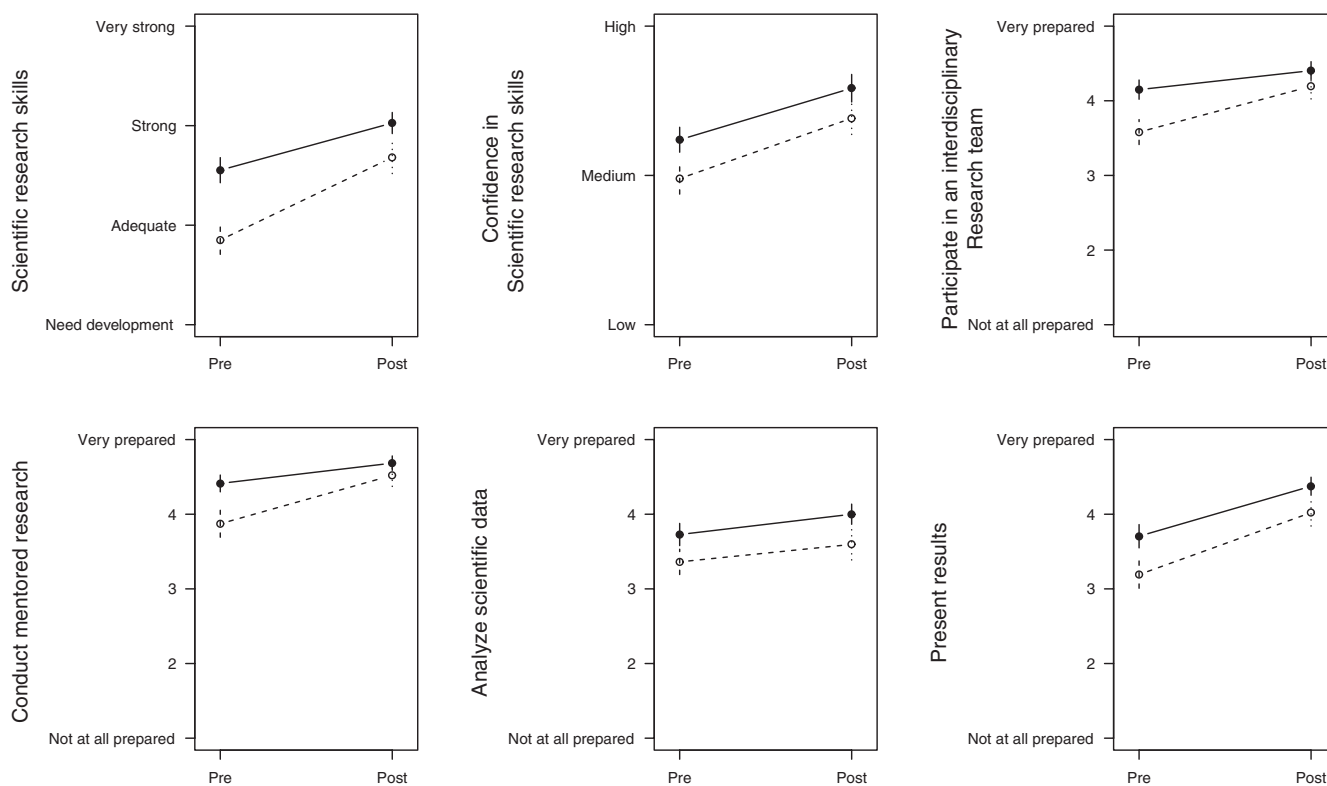 Scientific research skills
Very strong
Strong
Adequate
Need development
Pre
Post
Confidence in
Scientific research skills
High
Medium
Low
Pre
Post
Participate in an interdisciplinary
Research team
Very prepared
4
3
2
Not at all prepared
Pre
Post
Conduct mentored research
Very prepared
4
3
2
Not at all prepared
Pre
Post
Analyze scientific data
Very prepared
4
3
2
Not at all prepared
Pre
Post
Present results
Very prepared
4
3
2
Not at all prepared
Pre
Post